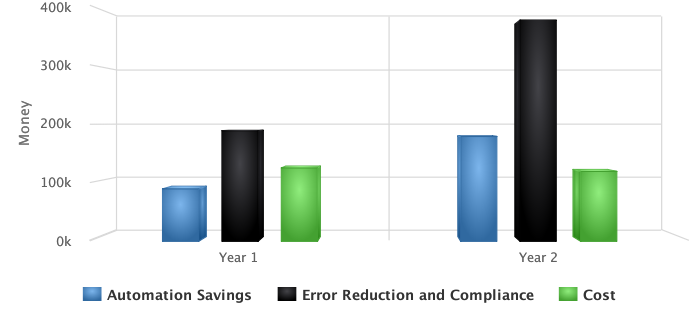 400k
300k
200k
100k
0k
Money
Year 1
Year 2
Automation Savings
Error Reduction and Compliance
Cost